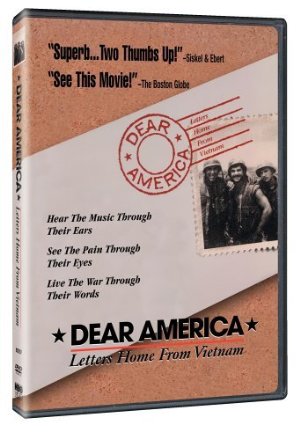 "Superb...Two Thumbs Up!" -Siskel & Ebert
"See This Movie!" -The Boston Globe
DEAR
AMERICA
Letters
Home
From
Vietnam
Hear The Music Through
Their Ears
See The Pain Through
Their Eyes
Live The War Through
Their Words
★ DEAR AMERICA:
Letters Home From Vietnam
★ DEAR AMERICA:
Letters Home From Vietnam
DVD
HBO